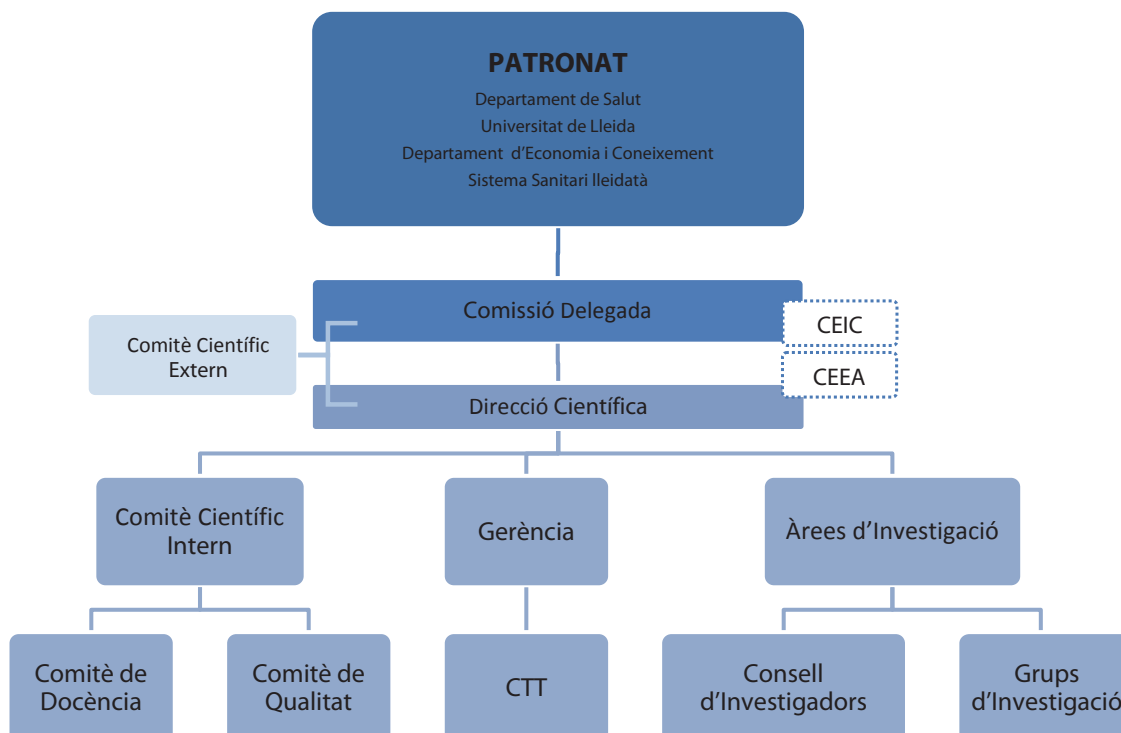 PATRONAT
Departament de Salut
Universitat de Lleida
Departament d’Economia i Coneixement
Sistema Sanitari lleidatà
Comissió Delegada
CEIC
Comitè Científic
Extern
CEEA
Direcció Científica
Comitè Científic
Intern
Gerència
Àrees d’Investigació
Comitè de
Docència
Comitè de
Qualitat
CTT
Consell
d’Investigadors
Grups
d’Investigació